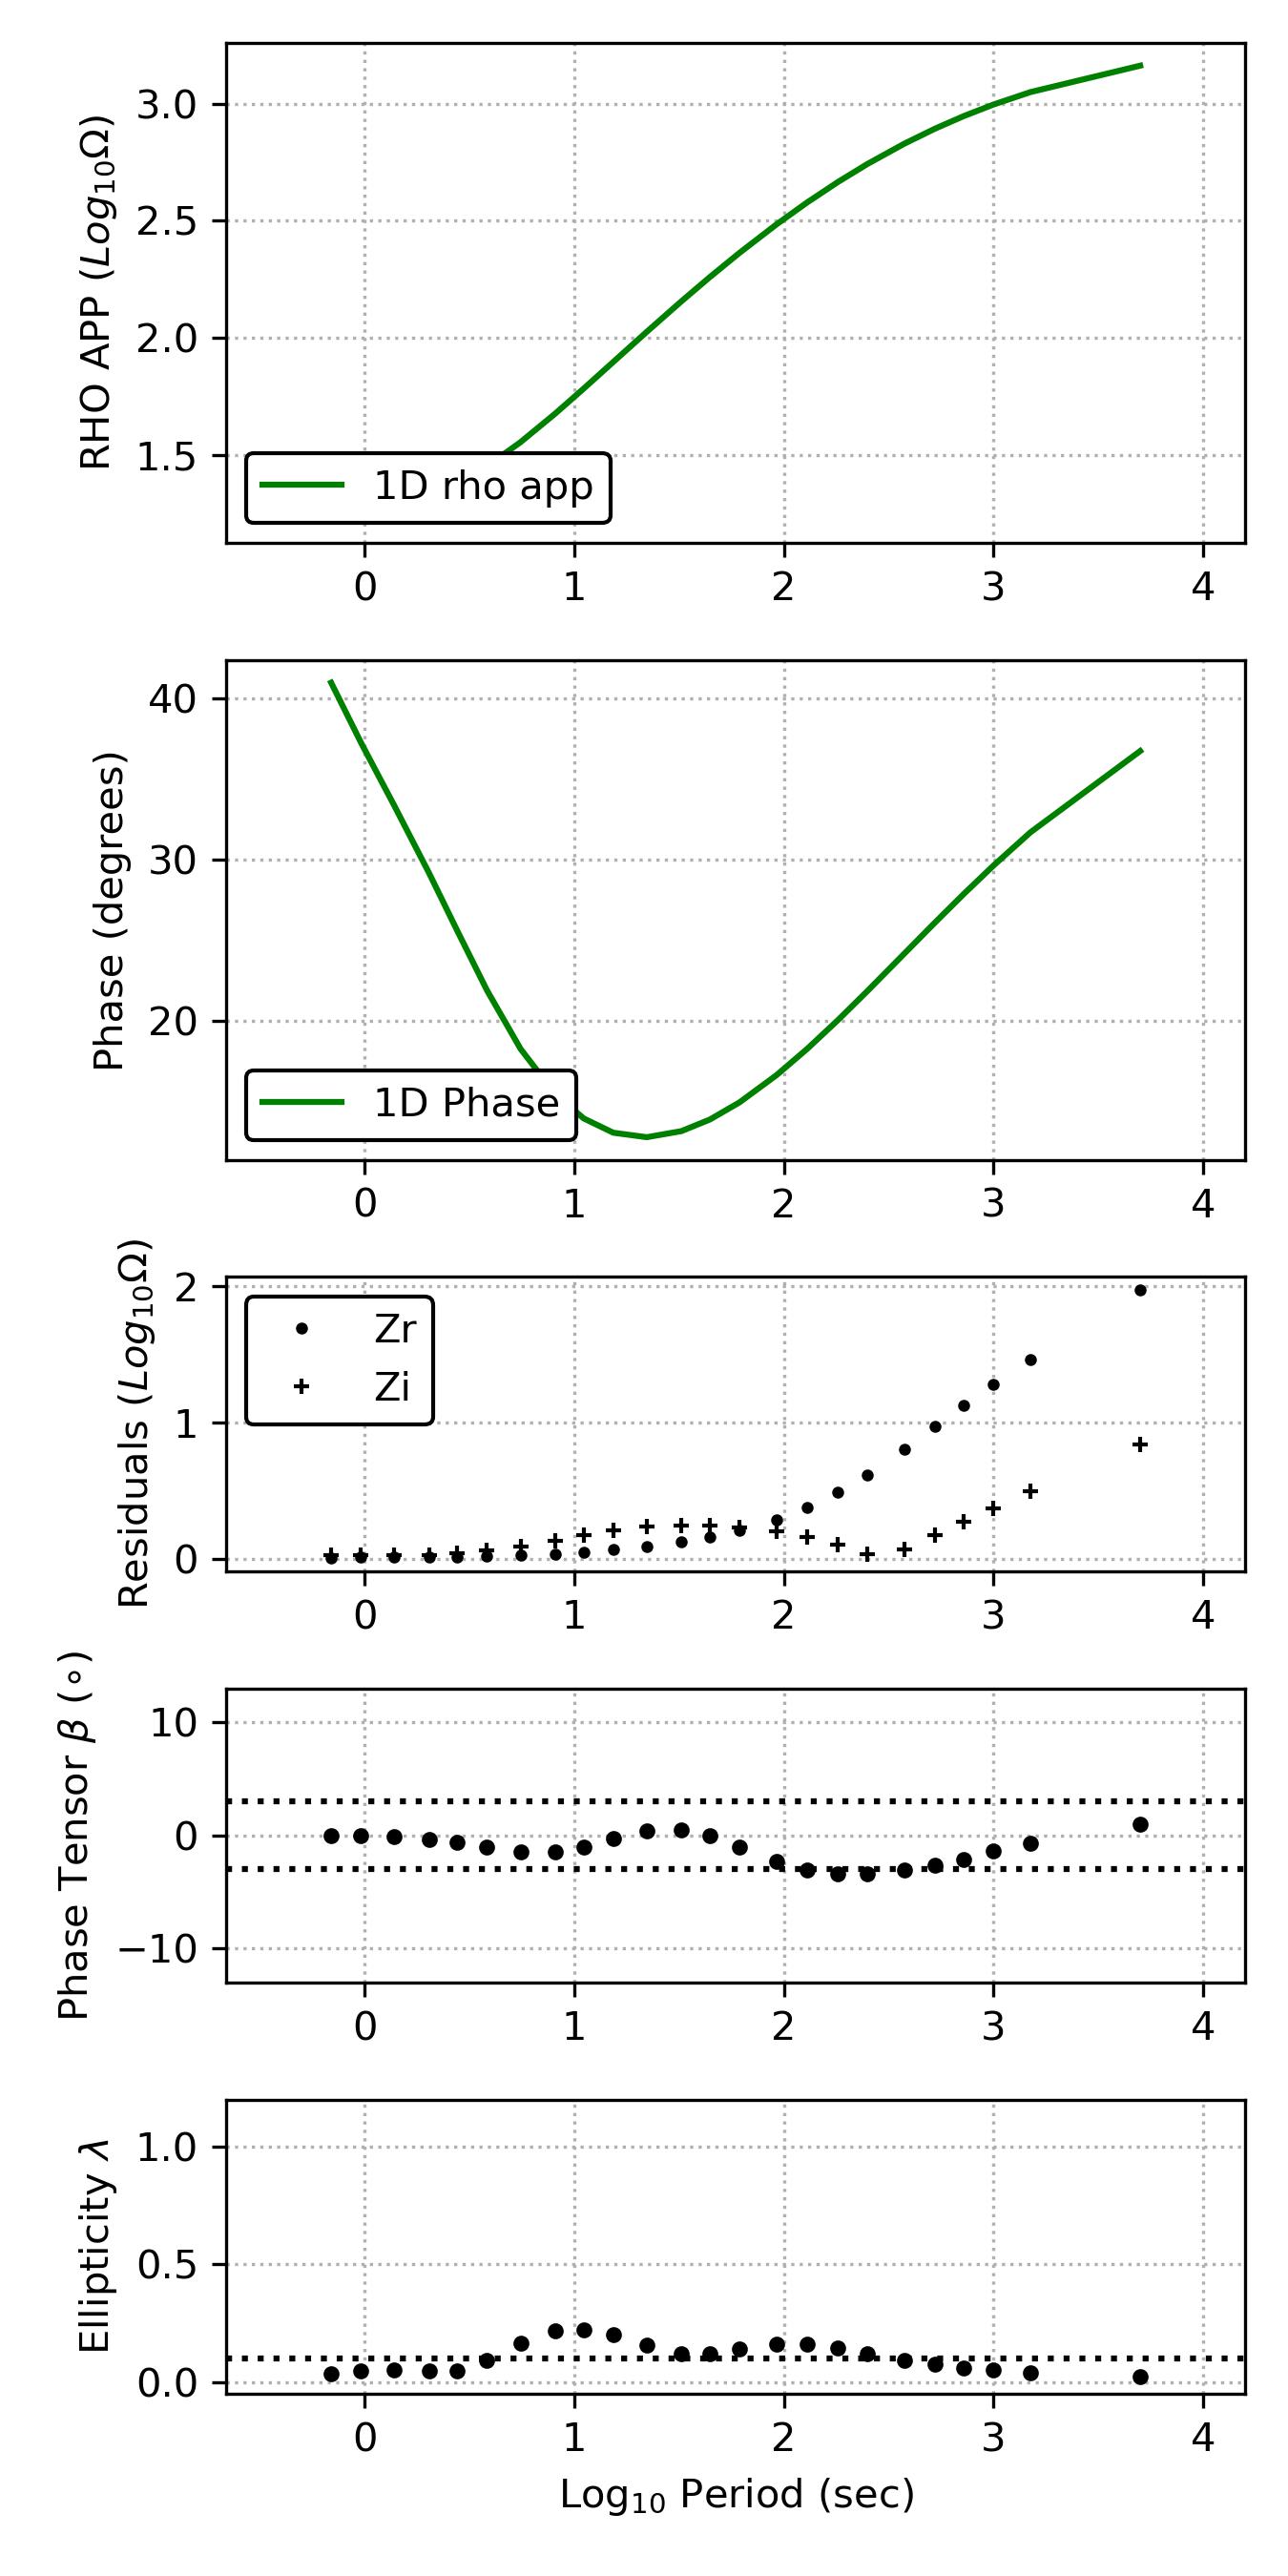 RHO APP (Log₁₀Ω)
3.0
2.5
2.0
1.5
1D rho app
0 1 2 3 4
Phase (degrees)
40
30
20
1D Phase
0 1 2 3 4
Residuals (Log₁₀Ω)
2
1
0
Zr
Zi
0 1 2 3 4
Phase Tensor β (∘)
10
0
−10
0 1 2 3 4
Ellipticity λ
1.0
0.5
0.0
0 1 2 3 4
Log₁₀ Period (sec)